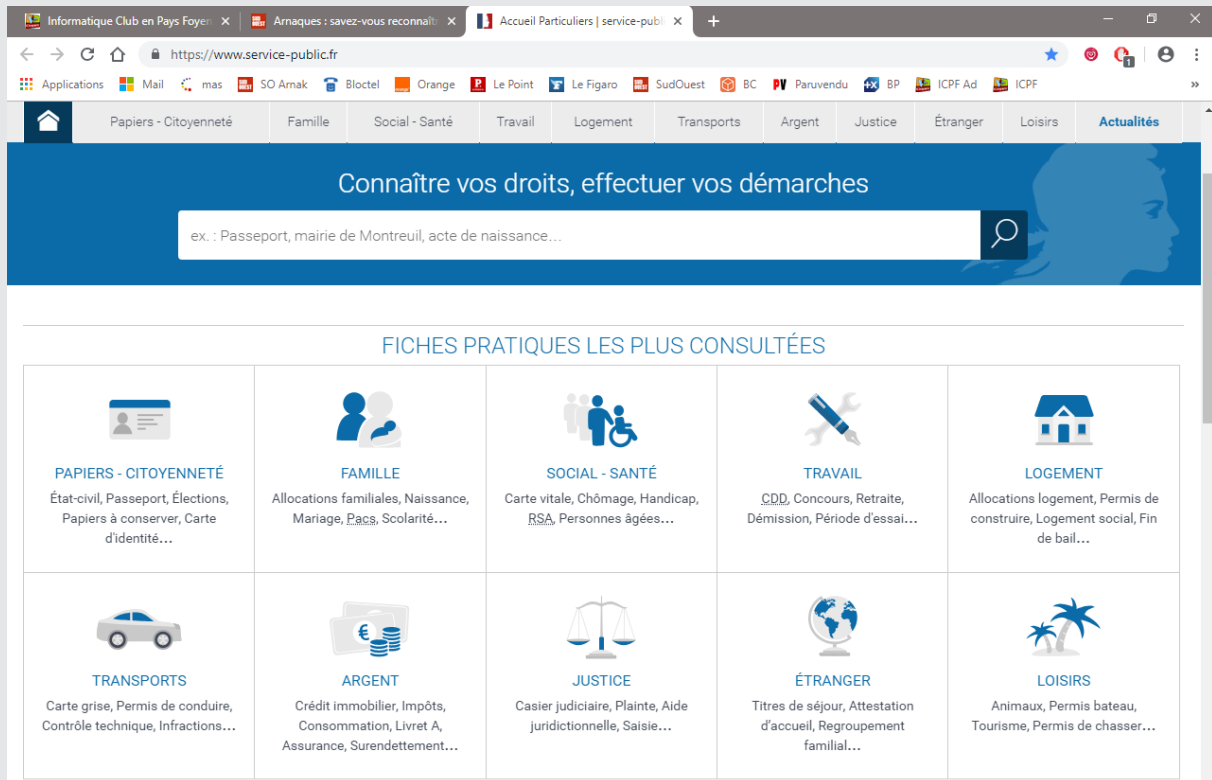 Informatique Club en Pays Foyen
Arnaques : savez-vous reconnaîtr
Accueil Particuliers | service-publi
https://www.service-public.fr
1
Applications Mail mas SO Arnak Bloctel Orange Le Point Le Figaro SudOuest BC Paruvendu BP ICPF Ad ICPF »
Papiers - Citoyenneté Famille Social - Santé Travail Logement Transports Argent Justice Étranger Loisirs Actualités
Connaître vos droits, effectuer vos démarches
ex. : Passeport, mairie de Montreuil, acte de naissance…
FICHES PRATIQUES LES PLUS CONSULTÉES
PAPIERS - CITOYENNETÉ
État-civil, Passeport, Élections,
Papiers à conserver, Carte
d'identité…
FAMILLE
Allocations familiales, Naissance,
Mariage, Pacs, Scolarité…
SOCIAL - SANTÉ
Carte vitale, Chômage, Handicap,
RSA, Personnes âgées…
TRAVAIL
CDD, Concours, Retraite,
Démission, Période d'essai…
LOGEMENT
Allocations logement, Permis de
construire, Logement social, Fin
de bail…
TRANSPORTS
Carte grise, Permis de conduire,
Contrôle technique, Infractions…
€
ARGENT
Crédit immobilier, Impôts,
Consommation, Livret A,
Assurance, Surendettement…
JUSTICE
Casier judiciaire, Plainte, Aide
juridictionnelle, Saisie…
ÉTRANGER
Titres de séjour, Attestation
d'accueil, Regroupement
familial…
LOISIRS
Animaux, Permis bateau,
Tourisme, Permis de chasser…